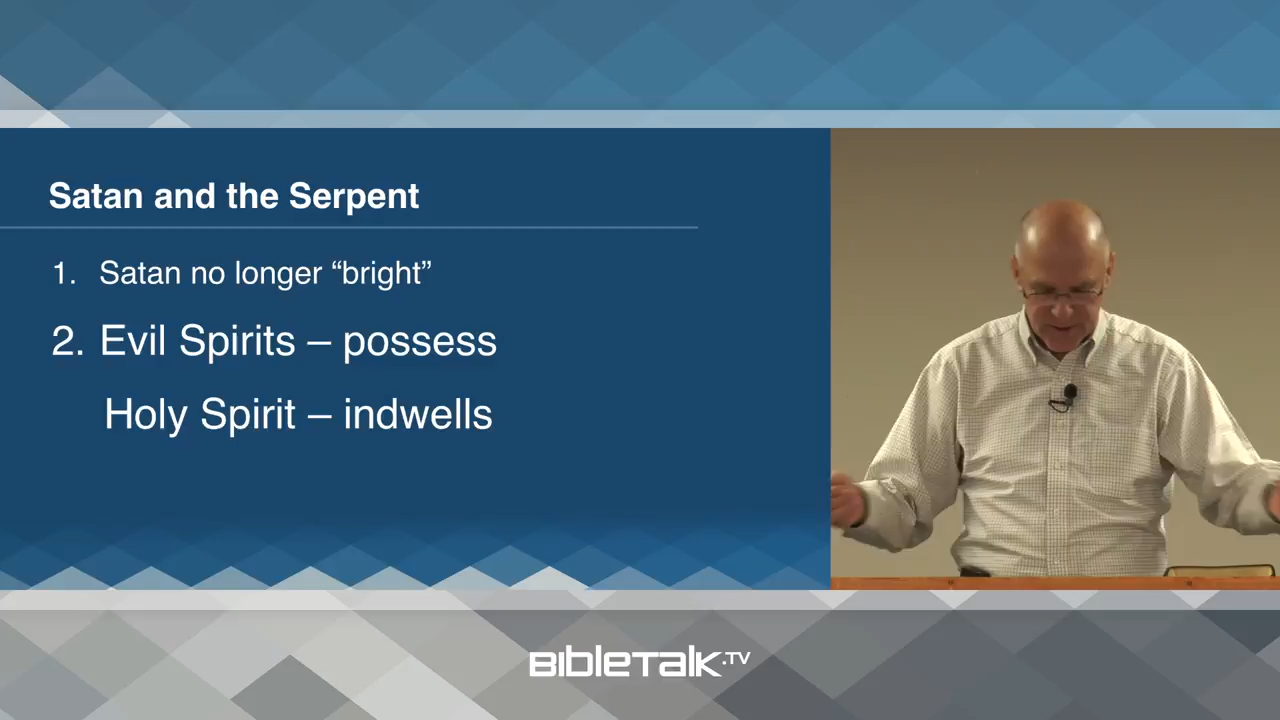 Satan and the Serpent
1. Satan no longer “bright”
2. Evil Spirits – possess
Holy Spirit – indwells
BIBLETALK.TV